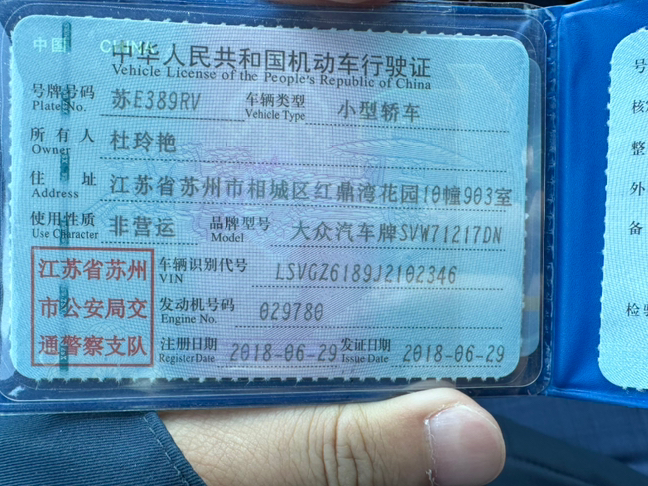 中国 CHINA
中华人民共和国机动车行驶证
Vehicle License of the People's Republic of China
号牌号码 苏E389RV 车辆类型 小型轿车
Plate No. Vehicle Type
所有人 杜玲艳
Owner
住址 江苏省苏州市相城区红鼎湾花园10幢903室
Address
使用性质 非营运 品牌型号 大众汽车牌SVW71217DN
Use Character Model
江苏省苏州
市公安局交
通警察支队
车辆识别代号 LSVGZ6189J2102346
VIN
发动机号码 029780
Engine No.
注册日期 2018-06-29 发证日期 2018-06-29
Register Date Issue Date
号
核
整
外
备
检验